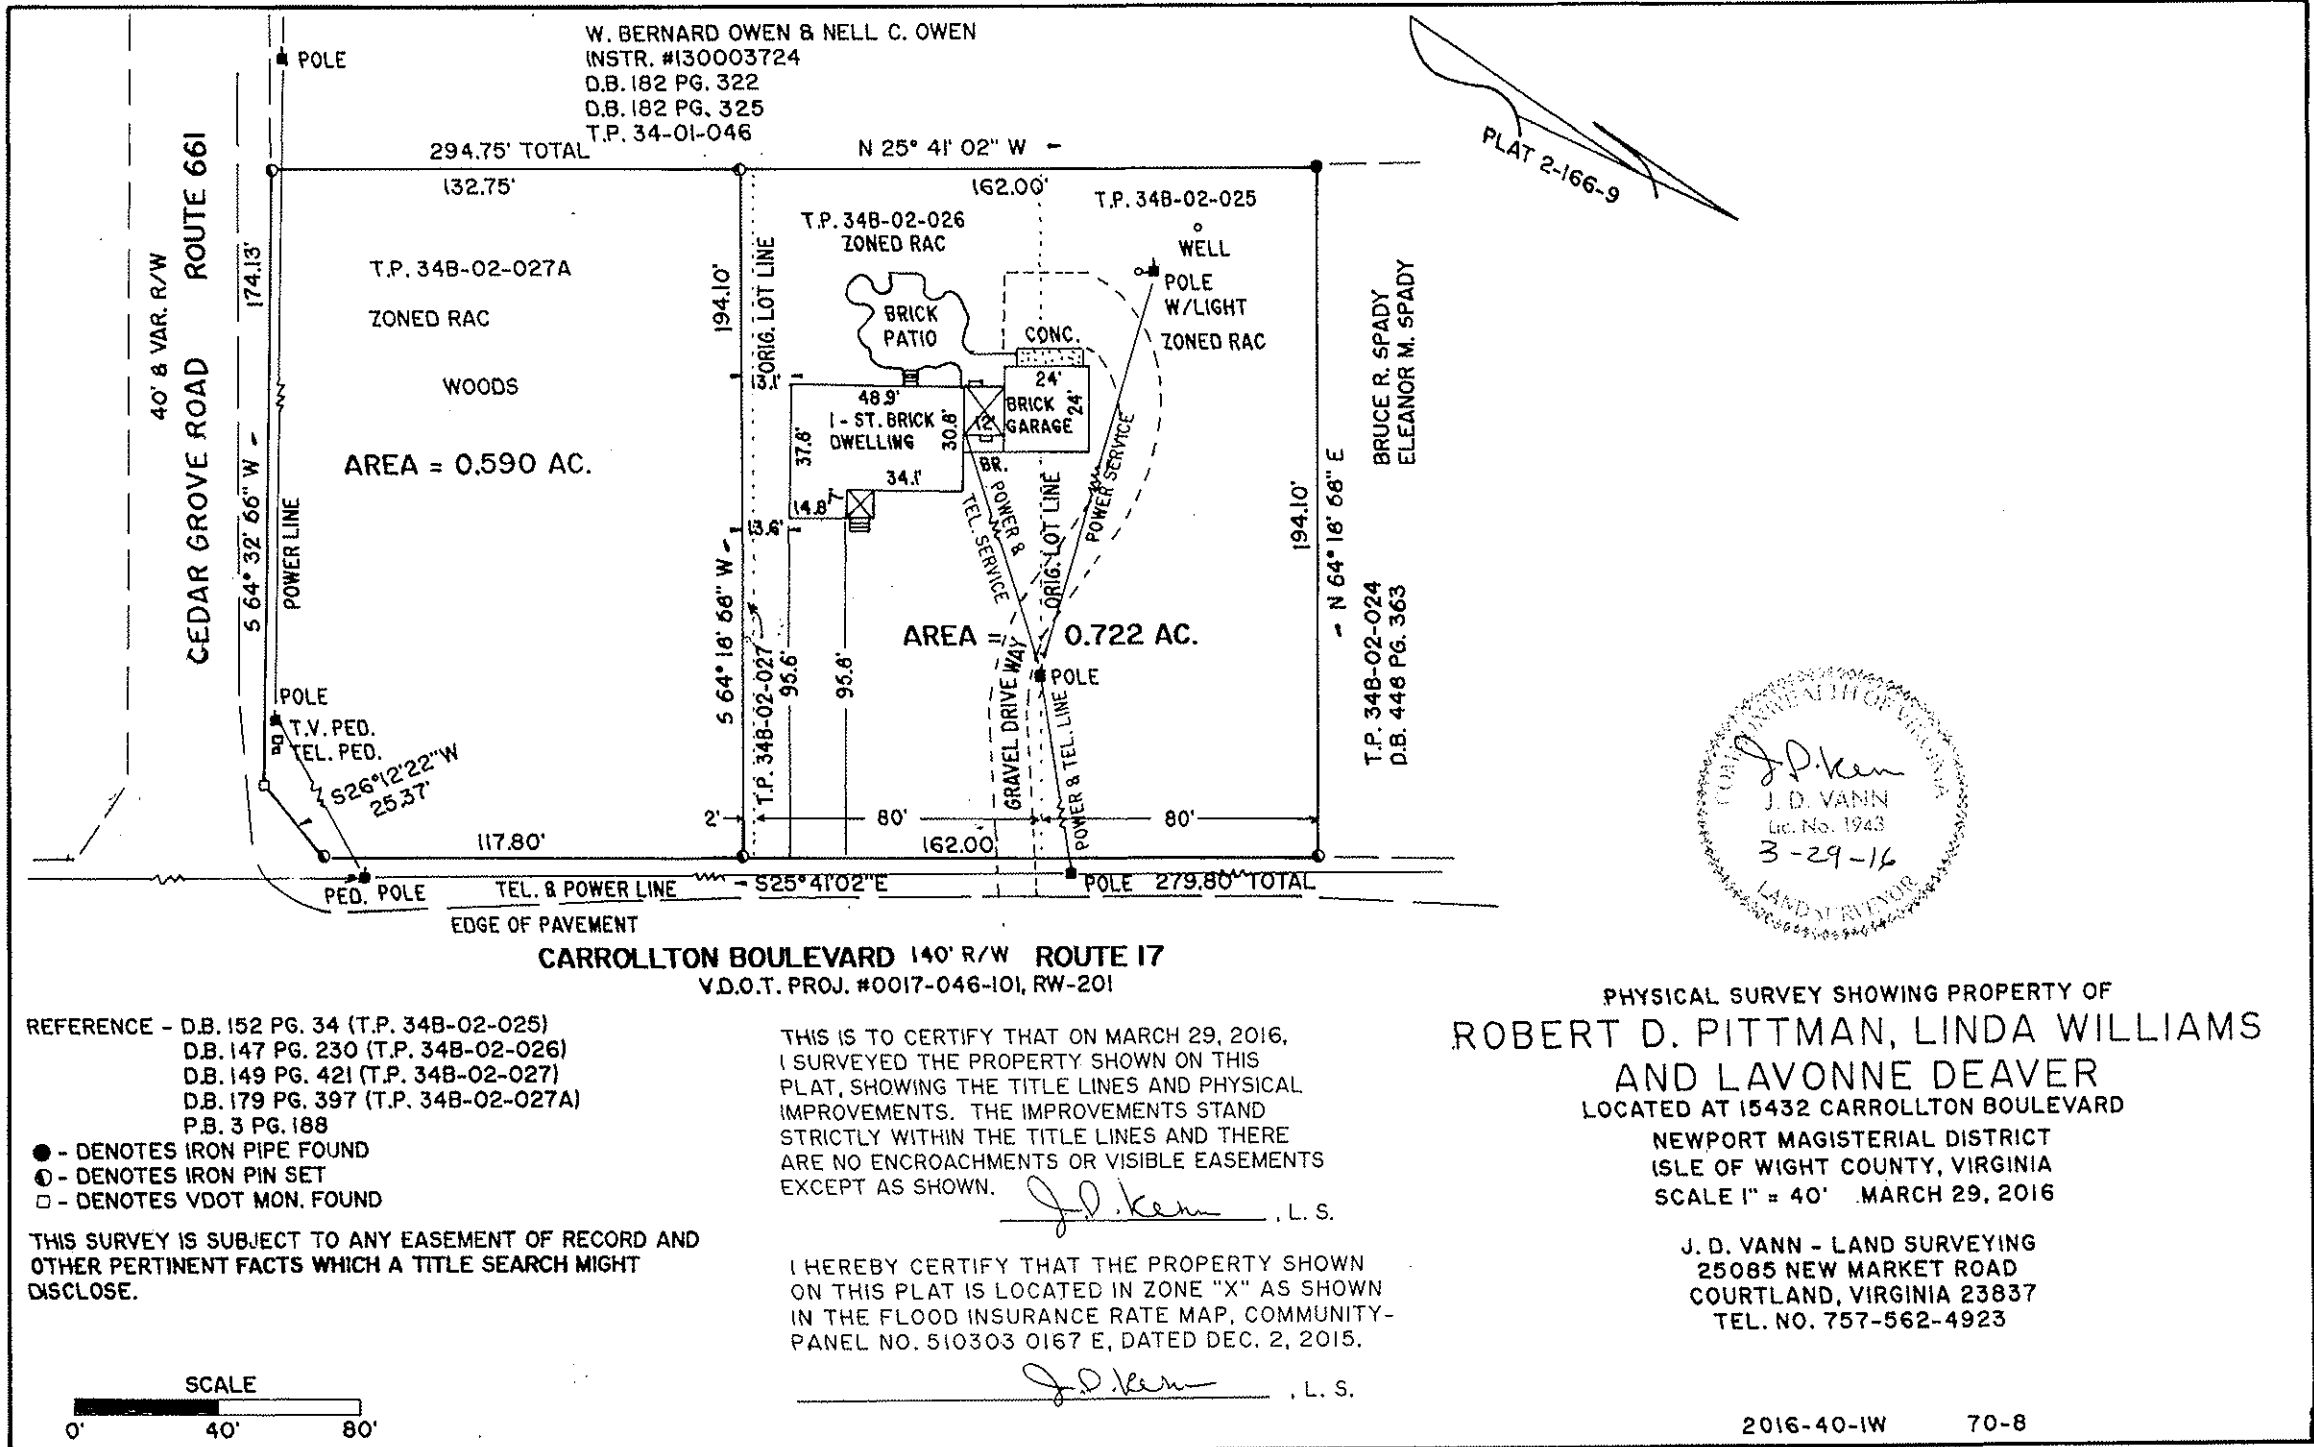 W. BERNARD OWEN & NELL C. OWEN
INSTR. #130003724
D.B. 182 PG. 322
D.B. 182 PG. 325
T.P. 34-01-046
POLE
294.75' TOTAL
N 25° 41' 02" W
132.75'
162.00'
PLAT 2-166-9
40' & VAR. R/W
CEDAR GROVE ROAD ROUTE 661
174.13'
S 64° 32' 56" W
POWER LINE
T.P. 34B-02-027A
ZONED RAC
WOODS
AREA = 0.590 AC.
194.10'
S 64° 18' 58" W
ORIG. LOT LINE
T.P. 34B-02-027
T.P. 34B-02-026
ZONED RAC
T.P. 34B-02-025
WELL
POLE
W/LIGHT
ZONED RAC
BRICK
PATIO
CONC.
24'
BRICK
GARAGE
24'
13.1'
48.9'
1 - ST. BRICK
DWELLING
37.8'
30.8'
12'
BR.
34.1'
7'
14.8'
13.6'
95.6'
95.8'
POWER &
TEL. SERVICE
ORIG. LOT LINE
POWER SERVICE
AREA = 0.722 AC.
POLE
GRAVEL DRIVE WAY
POWER & TEL. LINE
194.10'
N 64° 18' 58" E
BRUCE R. SPADY
ELEANOR M. SPADY
T.P. 34B-02-024
D.B. 448 PG. 363
POLE
T.V. PED.
TEL. PED.
S26°12'22"W
25.37'
2'
80'
80'
117.80'
162.00'
PED. POLE
TEL. & POWER LINE
S25°41'02"E
POLE
279.80' TOTAL
EDGE OF PAVEMENT
CARROLLTON BOULEVARD 140' R/W ROUTE 17
V.D.O.T. PROJ. #0017-046-101, RW-201
COMMONWEALTH OF VIRGINIA
J. D. VANN
Lic. No. 1943
3-29-16
LAND SURVEYOR
REFERENCE - D.B. 152 PG. 34 (T.P. 34B-02-025)
D.B. 147 PG. 230 (T.P. 34B-02-026)
D.B. 149 PG. 421 (T.P. 34B-02-027)
D.B. 179 PG. 397 (T.P. 34B-02-027A)
P.B. 3 PG. 188
- DENOTES IRON PIPE FOUND
- DENOTES IRON PIN SET
- DENOTES VDOT MON. FOUND
THIS SURVEY IS SUBJECT TO ANY EASEMENT OF RECORD AND
OTHER PERTINENT FACTS WHICH A TITLE SEARCH MIGHT
DISCLOSE.
SCALE
0' 40' 80'
THIS IS TO CERTIFY THAT ON MARCH 29, 2016,
I SURVEYED THE PROPERTY SHOWN ON THIS
PLAT, SHOWING THE TITLE LINES AND PHYSICAL
IMPROVEMENTS. THE IMPROVEMENTS STAND
STRICTLY WITHIN THE TITLE LINES AND THERE
ARE NO ENCROACHMENTS OR VISIBLE EASEMENTS
EXCEPT AS SHOWN.
, L. S.
I HEREBY CERTIFY THAT THE PROPERTY SHOWN
ON THIS PLAT IS LOCATED IN ZONE "X" AS SHOWN
IN THE FLOOD INSURANCE RATE MAP, COMMUNITY-
PANEL NO. 510303 0167 E, DATED DEC. 2, 2015.
, L. S.
PHYSICAL SURVEY SHOWING PROPERTY OF
ROBERT D. PITTMAN, LINDA WILLIAMS
AND LAVONNE DEAVER
LOCATED AT 15432 CARROLLTON BOULEVARD
NEWPORT MAGISTERIAL DISTRICT
ISLE OF WIGHT COUNTY, VIRGINIA
SCALE 1" = 40' MARCH 29, 2016
J. D. VANN - LAND SURVEYING
25085 NEW MARKET ROAD
COURTLAND, VIRGINIA 23837
TEL. NO. 757-562-4923
2016-40-IW 70-8